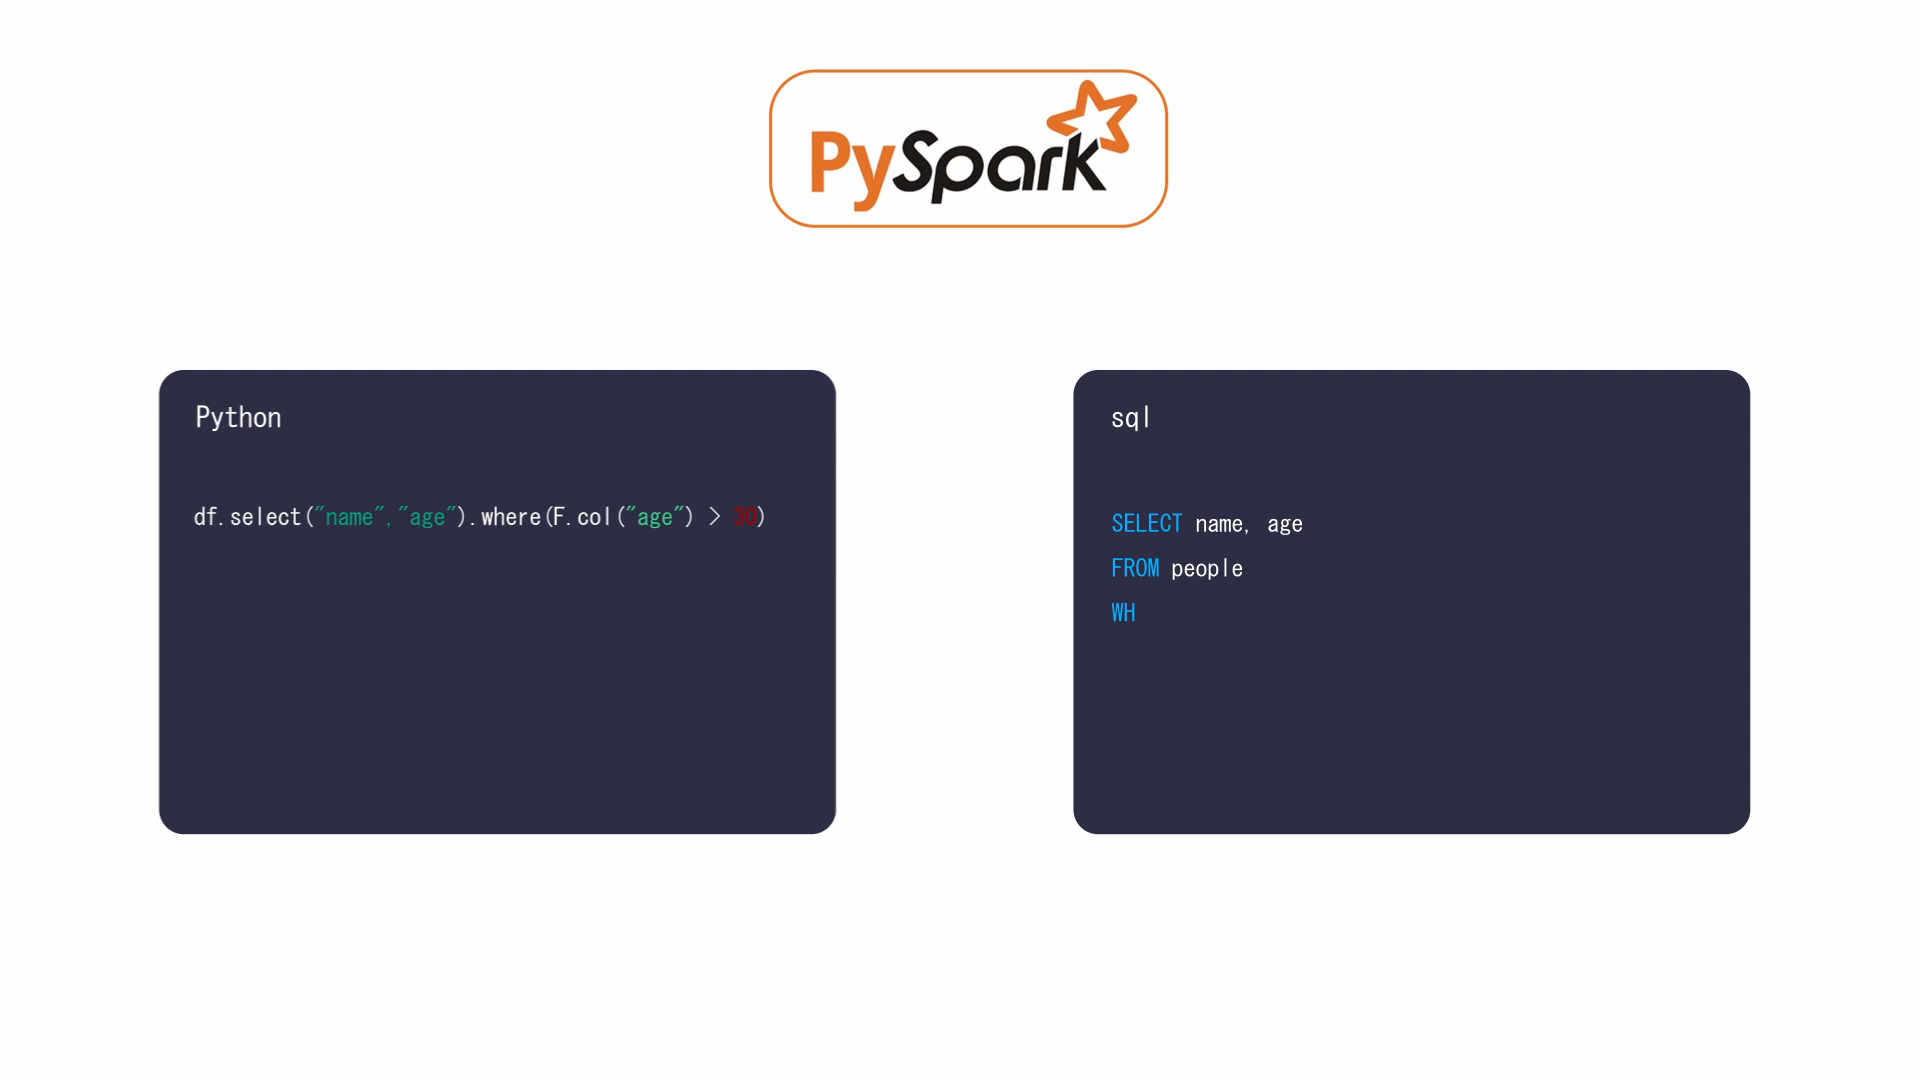 PySpark
Python
df.select("name","age").where(F.col("age") > 30)
sql
SELECT name, age
FROM people
WH